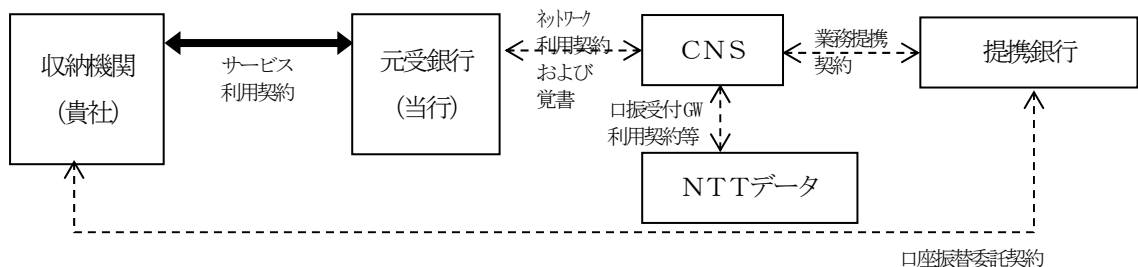 収納機関
(貴社)
サービス
利用契約
元受銀行
(当行)
ネットワーク
利用契約
および
覚書
ＣＮＳ
業務提携
契約
提携銀行
口振受付GW
利用契約等
ＮＴＴデータ
口座振替委託契約